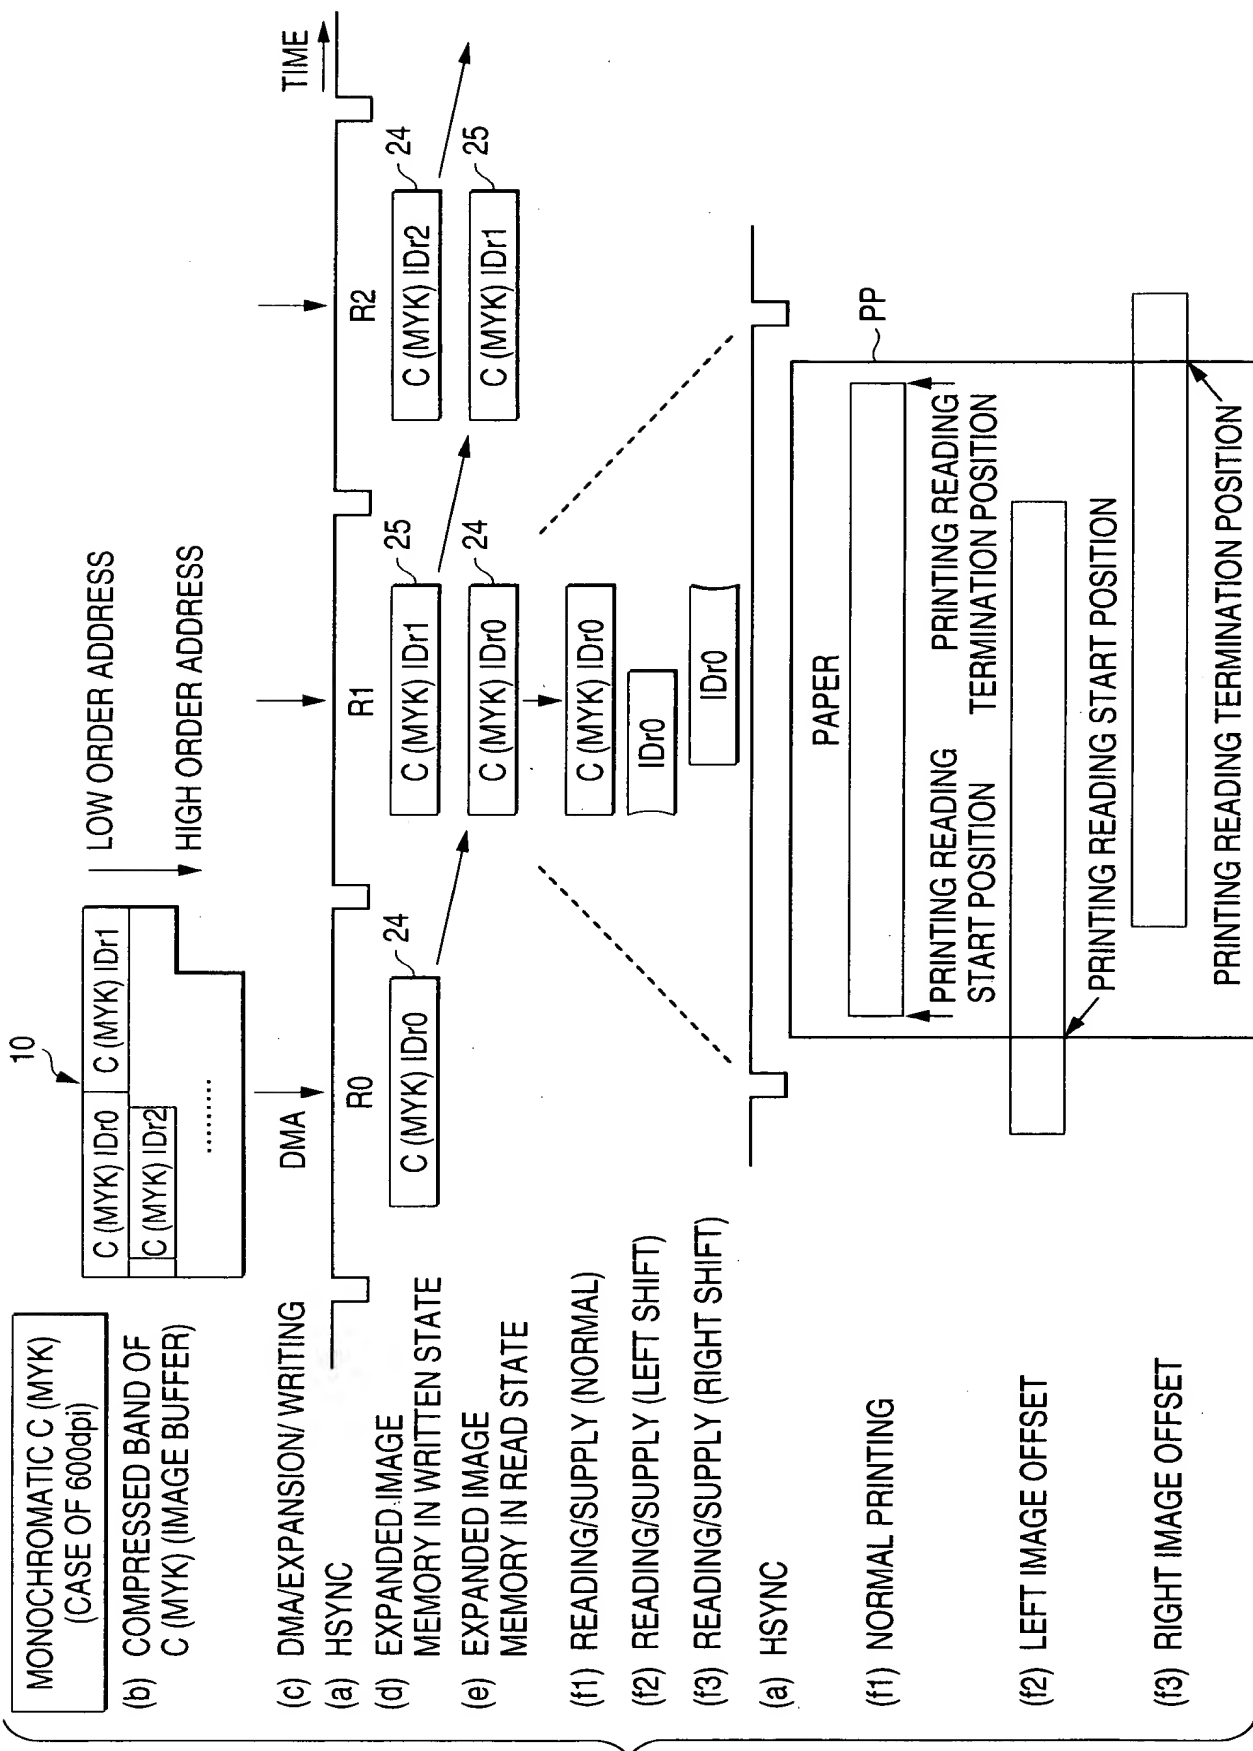 MONOCHROMATIC C (MYK)
(CASE OF 600dpi)
(b) COMPRESSED BAND OF
C (MYK) (IMAGE BUFFER)
10
C (MYK) IDr0
C (MYK) IDr1
C (MYK) IDr2
.........
LOW ORDER ADDRESS
HIGH ORDER ADDRESS
(c) DMA/EXPANSION/ WRITING
DMA
TIME
(a) HSYNC
R0
R1
R2
(d) EXPANDED IMAGE
MEMORY IN WRITTEN STATE
C (MYK) IDr0
24
C (MYK) IDr1
25
C (MYK) IDr2
24
(e) EXPANDED IMAGE
MEMORY IN READ STATE
C (MYK) IDr0
24
C (MYK) IDr1
25
(f1) READING/SUPPLY (NORMAL)
C (MYK) IDr0
(f2) READING/SUPPLY (LEFT SHIFT)
IDr0
(f3) READING/SUPPLY (RIGHT SHIFT)
IDr0
(a) HSYNC
PAPER
PP
(f1) NORMAL PRINTING
PRINTING READING
START POSITION
PRINTING READING
TERMINATION POSITION
(f2) LEFT IMAGE OFFSET
PRINTING READING START POSITION
(f3) RIGHT IMAGE OFFSET
PRINTING READING TERMINATION POSITION